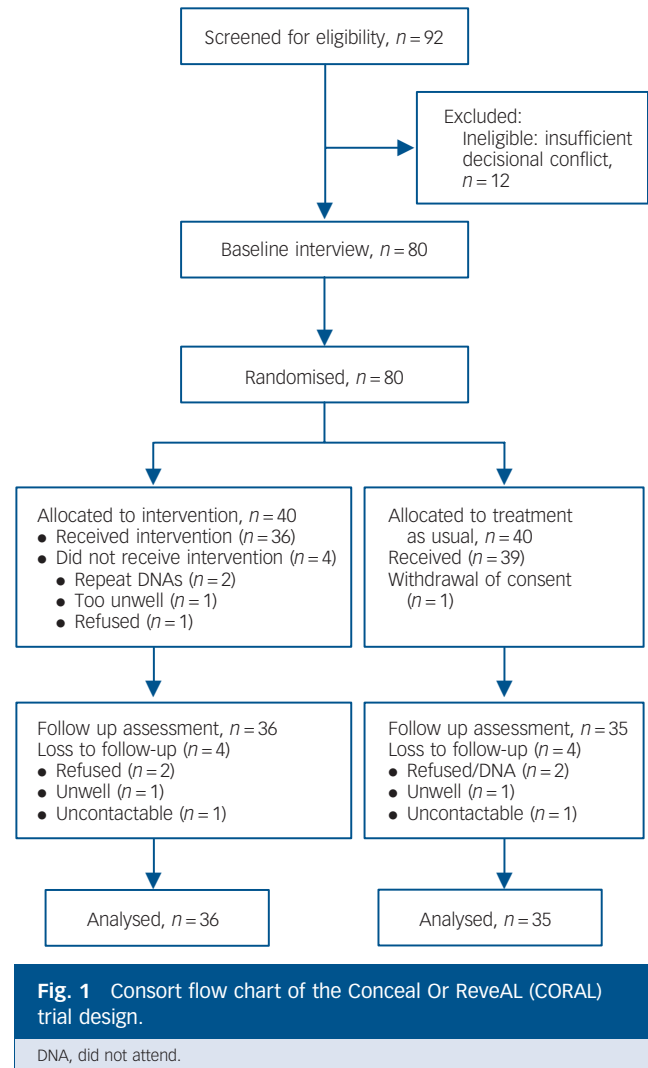 Screened for eligibility, n = 92
Excluded:
Ineligible: insufficient
decisional conflict,
n = 12
Baseline interview, n = 80
Randomised, n = 80
Allocated to intervention, n = 40
● Received intervention (n = 36)
● Did not receive intervention (n = 4)
● Repeat DNAs (n = 2)
● Too unwell (n = 1)
● Refused (n = 1)
Allocated to treatment
as usual, n = 40
Received (n = 39)
Withdrawal of consent
(n = 1)
Follow up assessment, n = 36
Loss to follow-up (n = 4)
● Refused (n = 2)
● Unwell (n = 1)
● Uncontactable (n = 1)
Follow up assessment, n = 35
Loss to follow-up (n = 4)
● Refused/DNA (n = 2)
● Unwell (n = 1)
● Uncontactable (n = 1)
Analysed, n = 36
Analysed, n = 35
Fig. 1 Consort flow chart of the Conceal Or ReveAL (CORAL)
trial design.
DNA, did not attend.